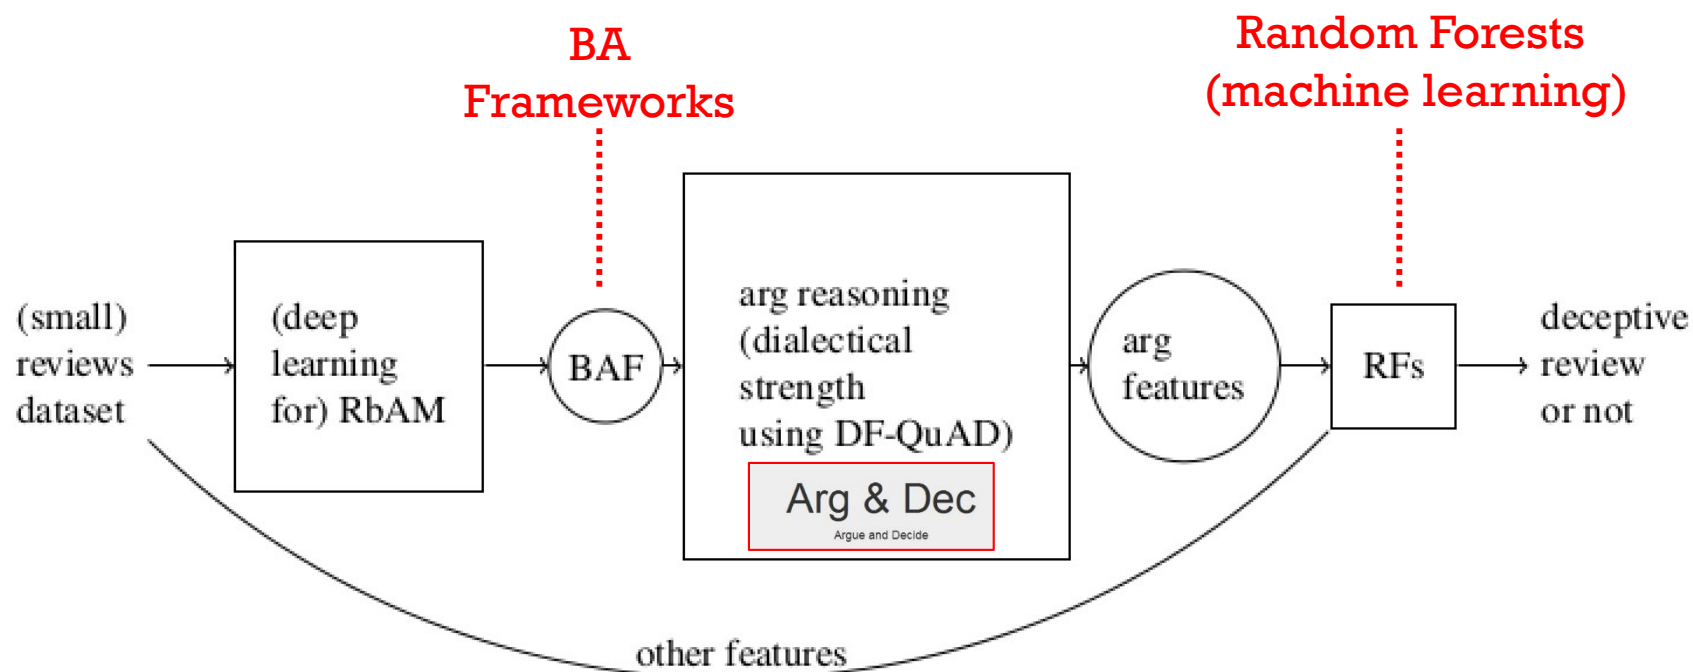 BA
Frameworks
Random Forests
(machine learning)
(small)
reviews
dataset
(deep
learning
for) RbAM
BAF
arg reasoning
(dialectical
strength
using DF-QuAD)
Arg & Dec
Argue and Decide
arg
features
RFs
deceptive
review
or not
other features